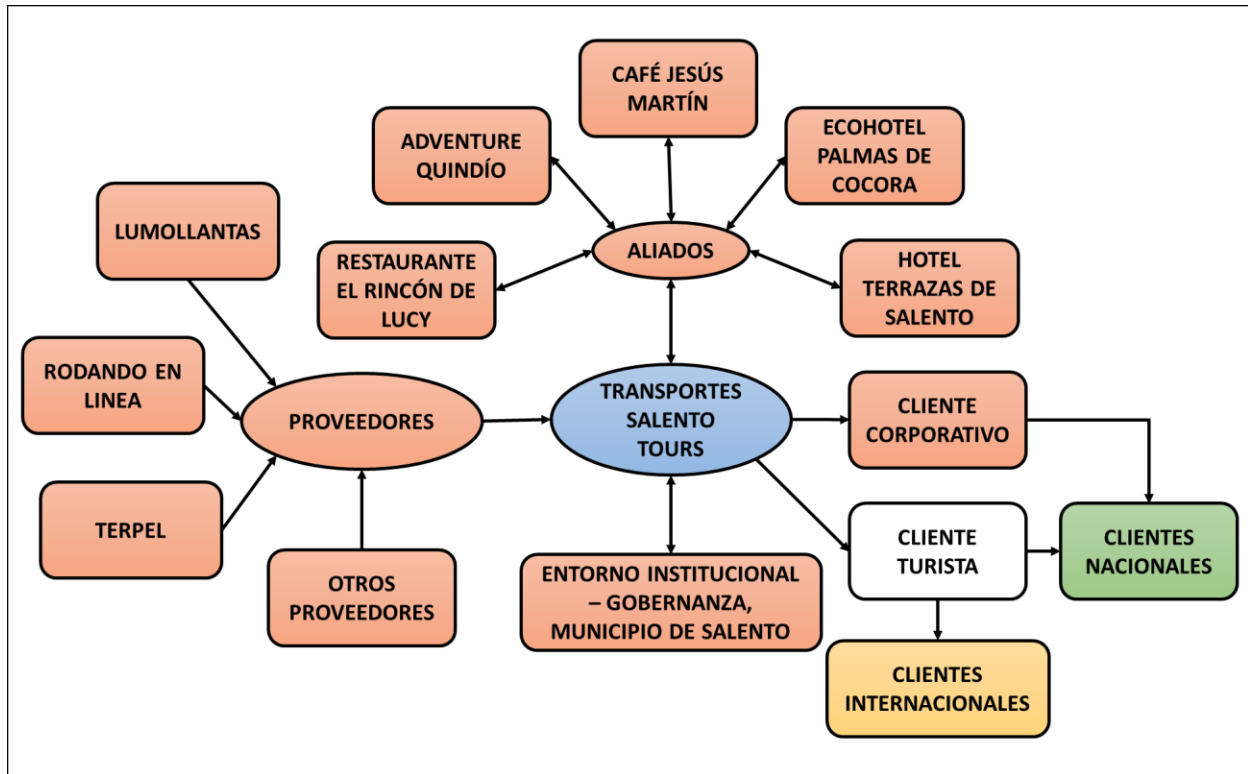 CAFÉ JESÚS
MARTÍN
ADVENTURE
QUINDÍO
ECOHOTEL
PALMAS DE
COCORA
LUMOLLANTAS
RESTAURANTE
EL RINCÓN DE
LUCY
ALIADOS
HOTEL
TERRAZAS DE
SALENTO
RODANDO EN
LINEA
PROVEEDORES
TRANSPORTES
SALENTO
TOURS
CLIENTE
CORPORATIVO
TERPEL
OTROS
PROVEEDORES
ENTORNO INSTITUCIONAL
– GOBERNANZA,
MUNICIPIO DE SALENTO
CLIENTE
TURISTA
CLIENTES
NACIONALES
CLIENTES
INTERNACIONALES